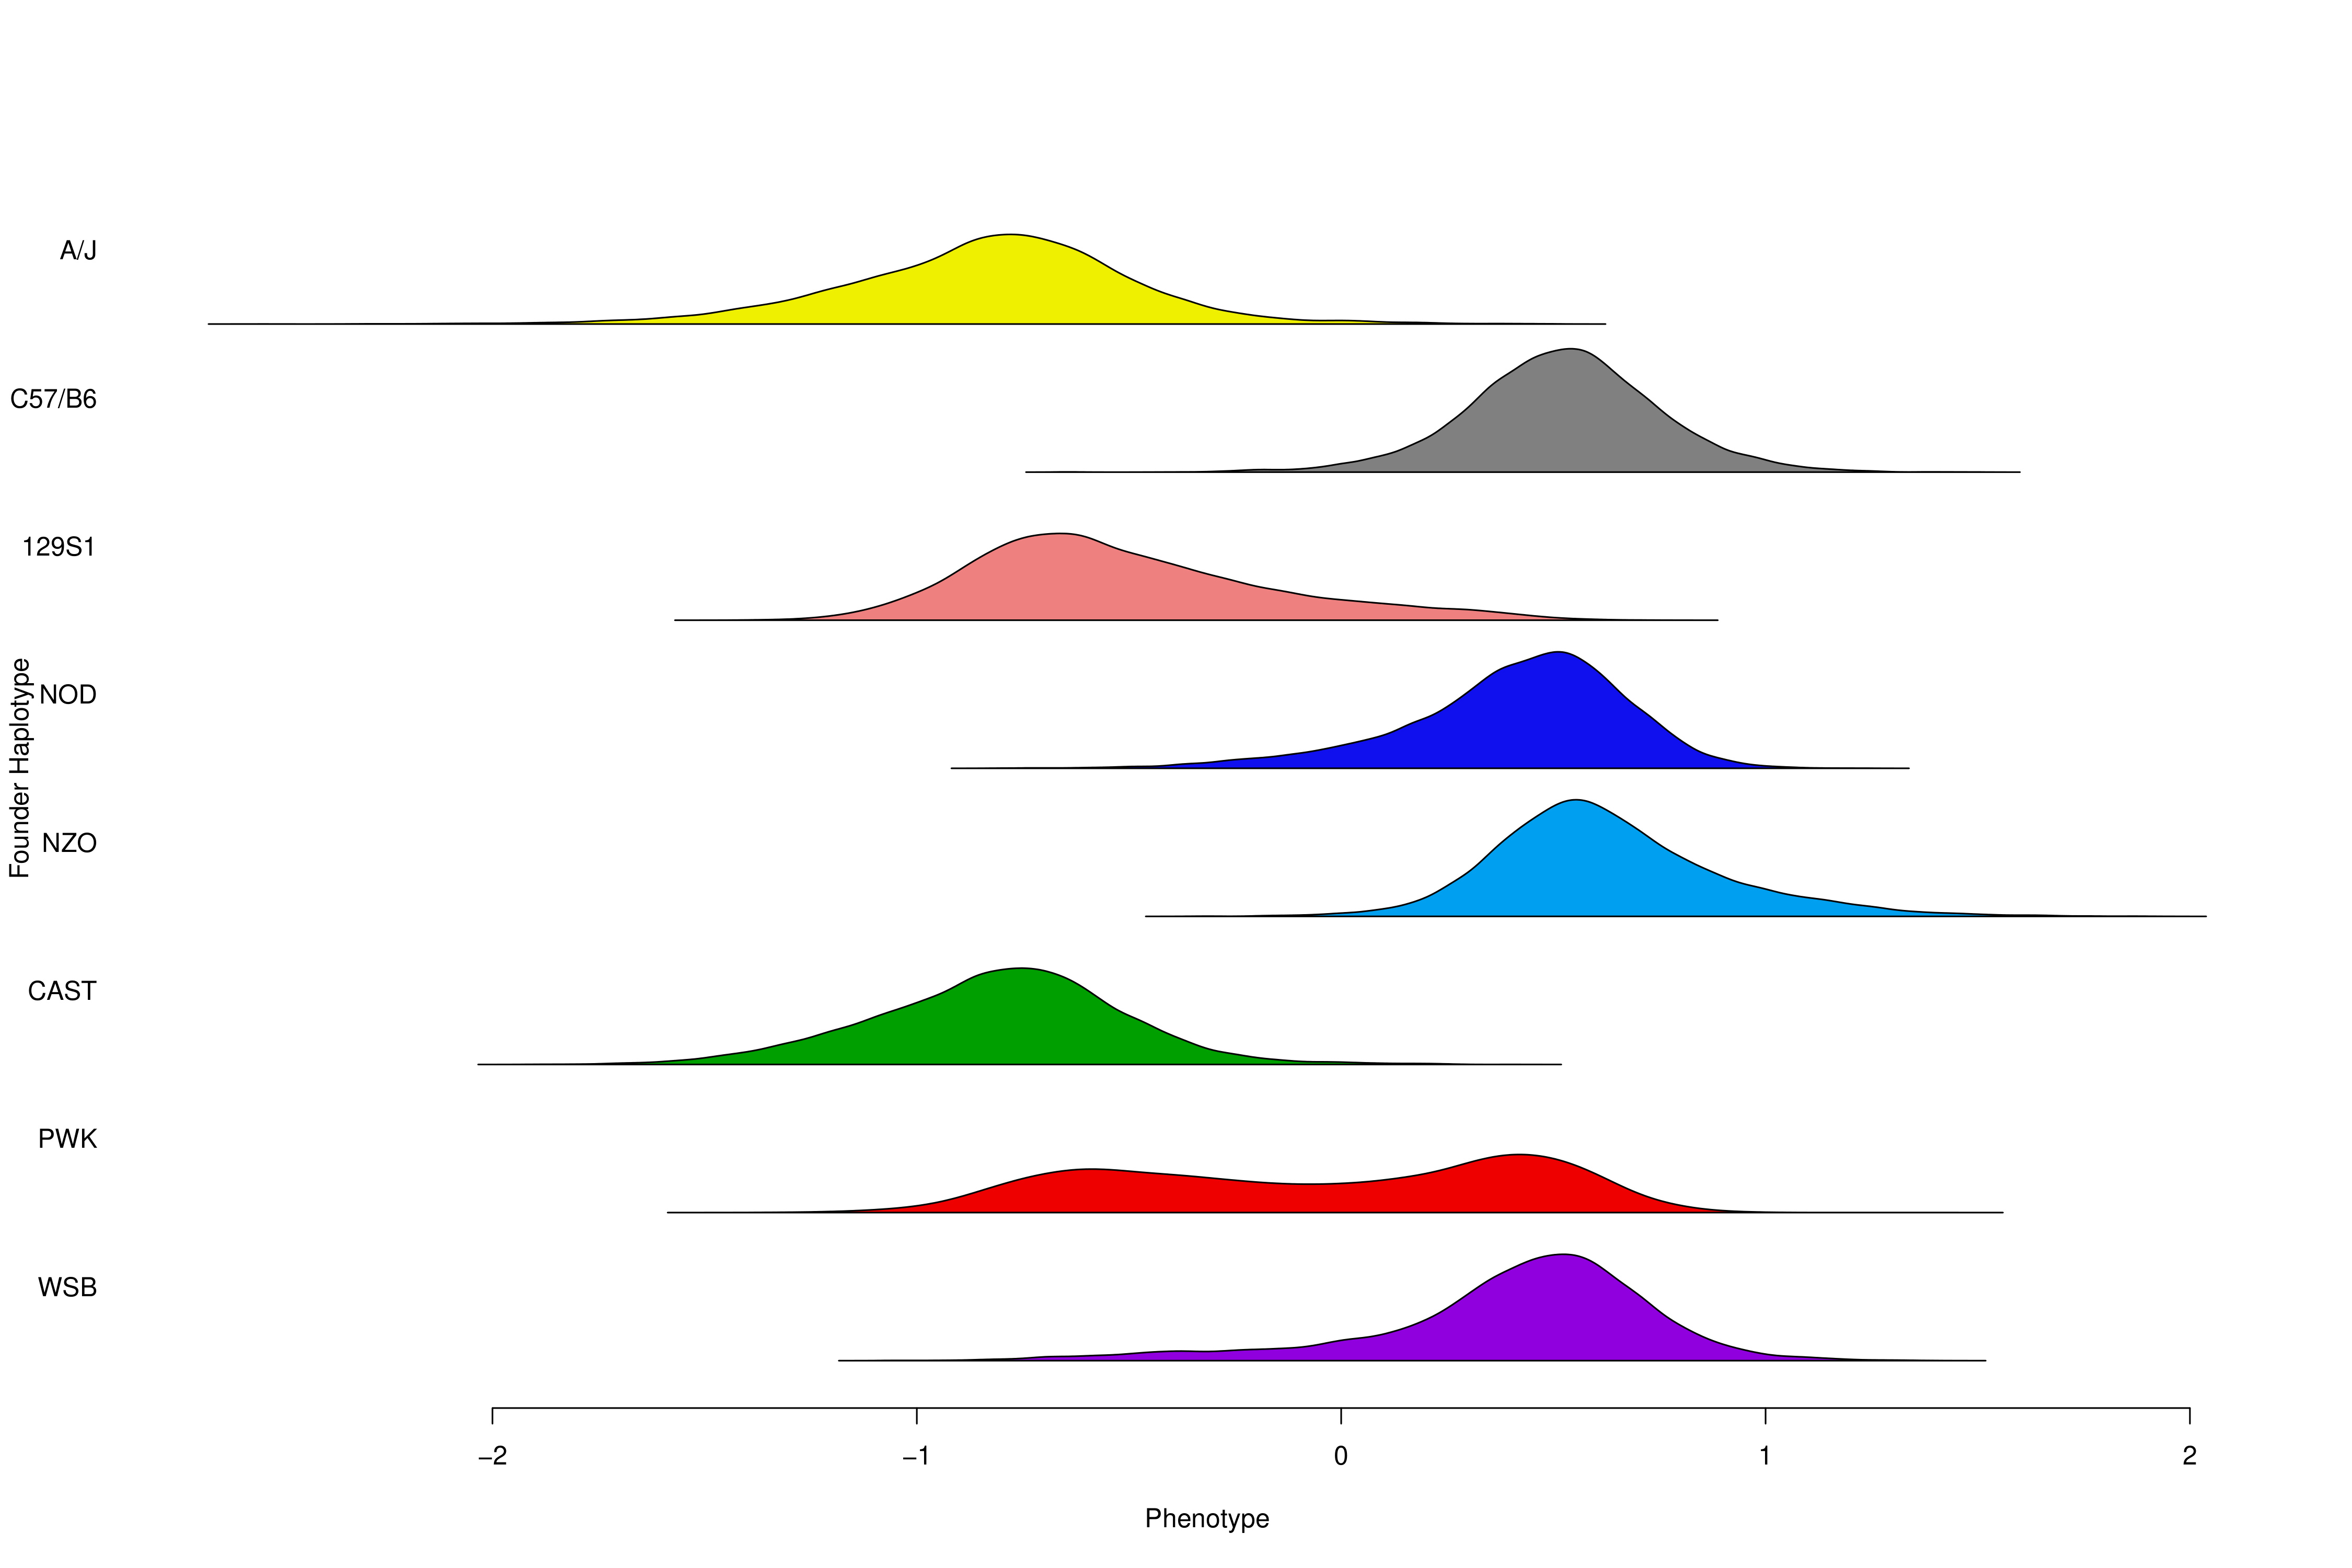 A/J
C57/B6
129S1
NOD
NZO
CAST
PWK
WSB
Founder Haplotype
−2 −1 0 1 2
Phenotype